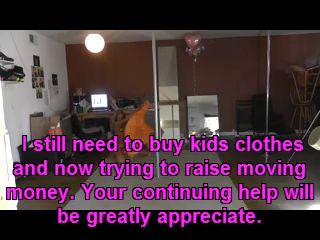 I still need to buy kids clothes
and now trying to raise moving
money. Your continuing help will
be greatly appreciate.